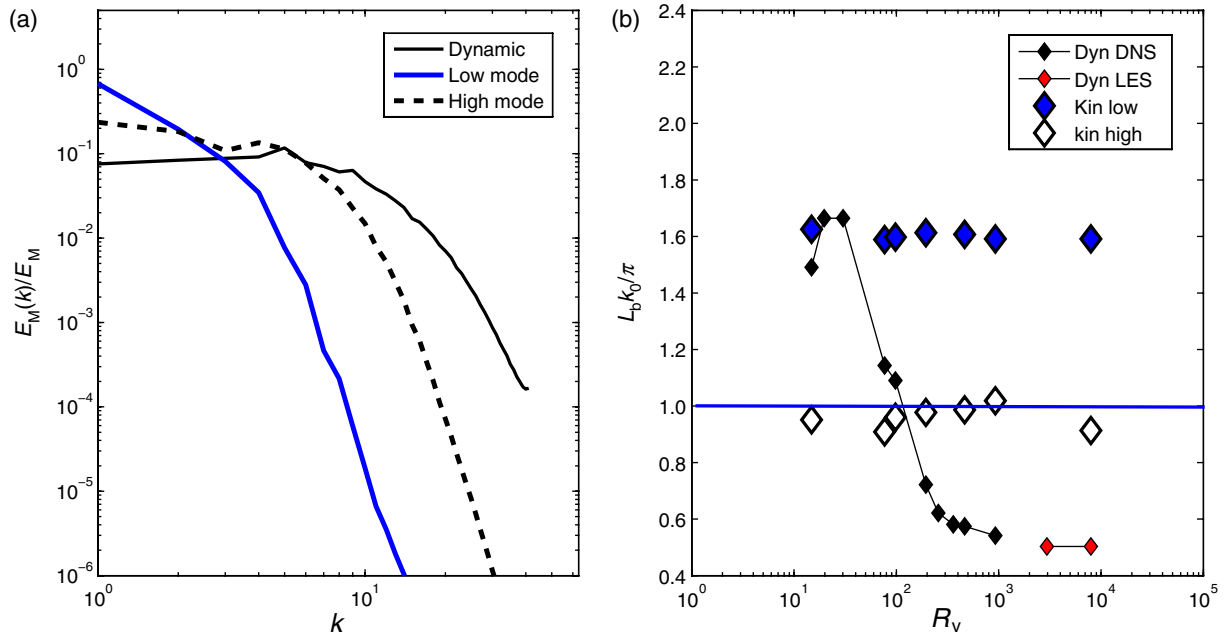 (a)
Dynamic
Low mode
High mode
10^0
10^-1
10^-2
10^-3
10^-4
10^-5
10^-6
E_M(k)/E_M
10^0
10^1
k
(b)
Dyn DNS
Dyn LES
Kin low
kin high
2.4
2.2
2.0
1.8
1.6
1.4
1.2
1.0
0.8
0.6
0.4
L_b k_0/π
10^0
10^1
10^2
10^3
10^4
10^5
R_v